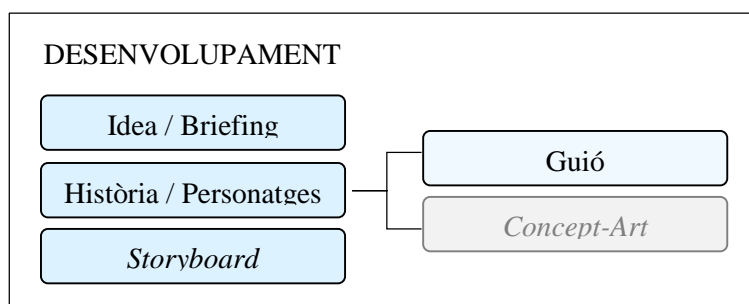 DESENVOLUPAMENT
Idea / Briefing
Història / Personatges
Storyboard
Guió
Concept-Art